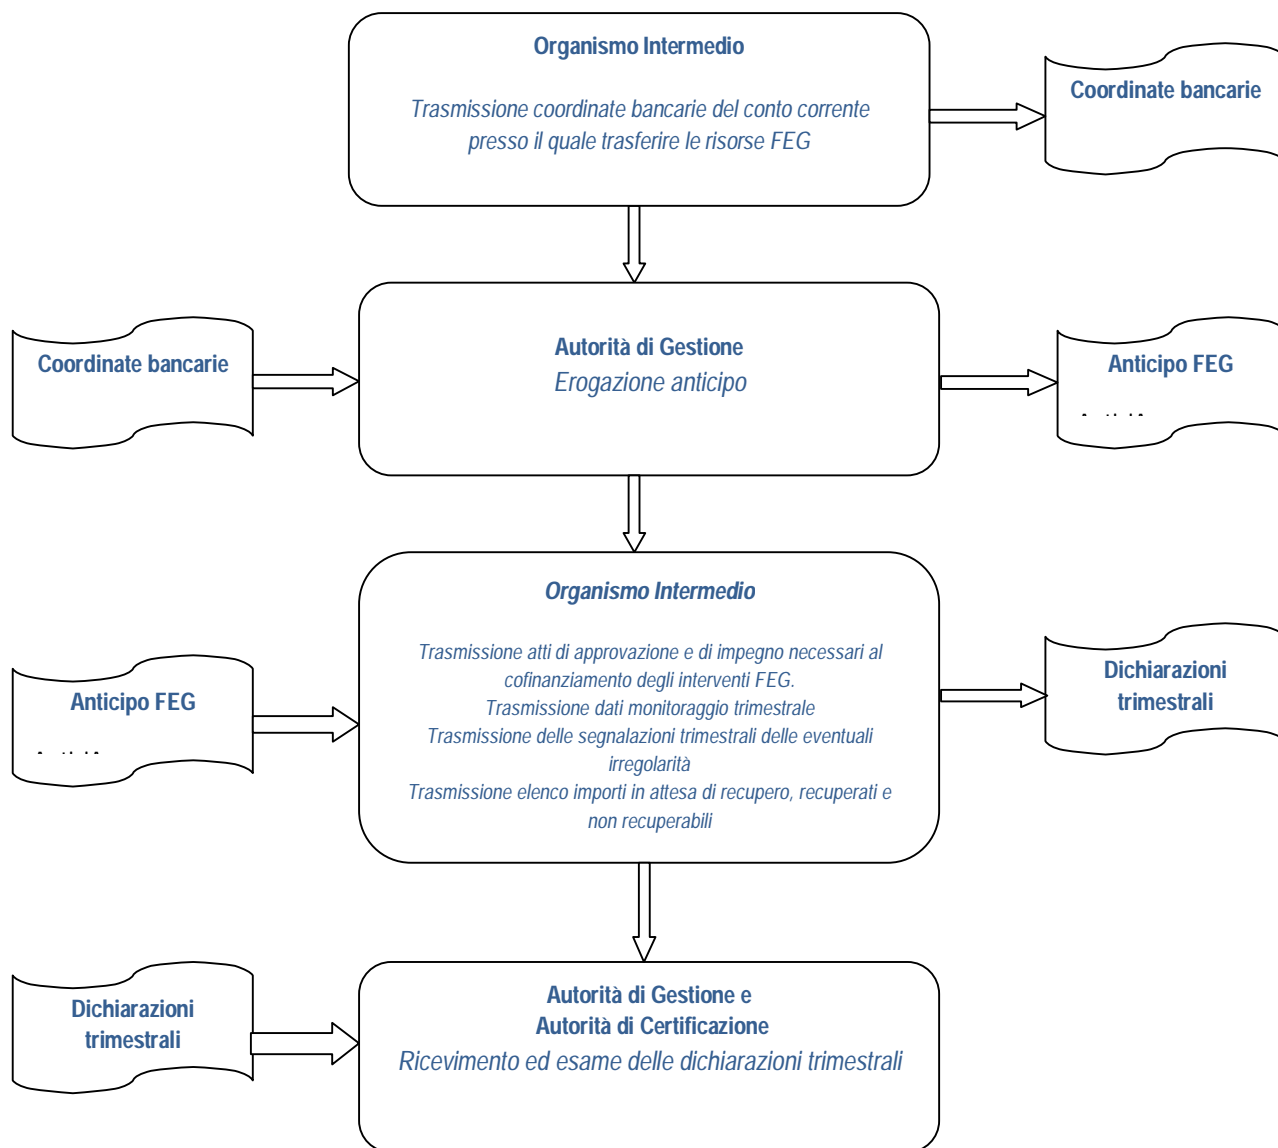 Organismo Intermedio
Trasmissione coordinate bancarie del conto corrente
presso il quale trasferire le risorse FEG
Coordinate bancarie
Coordinate bancarie
Autorità di Gestione
Erogazione anticipo
Anticipo FEG
Anticipo FEG
Organismo Intermedio
Trasmissione atti di approvazione e di impegno necessari al
cofinanziamento degli interventi FEG.
Trasmissione dati monitoraggio trimestrale
Trasmissione delle segnalazioni trimestrali delle eventuali
irregolarità
Trasmissione elenco importi in attesa di recupero, recuperati e
non recuperabili
Dichiarazioni
trimestrali
Dichiarazioni
trimestrali
Autorità di Gestione e
Autorità di Certificazione
Ricevimento ed esame delle dichiarazioni trimestrali